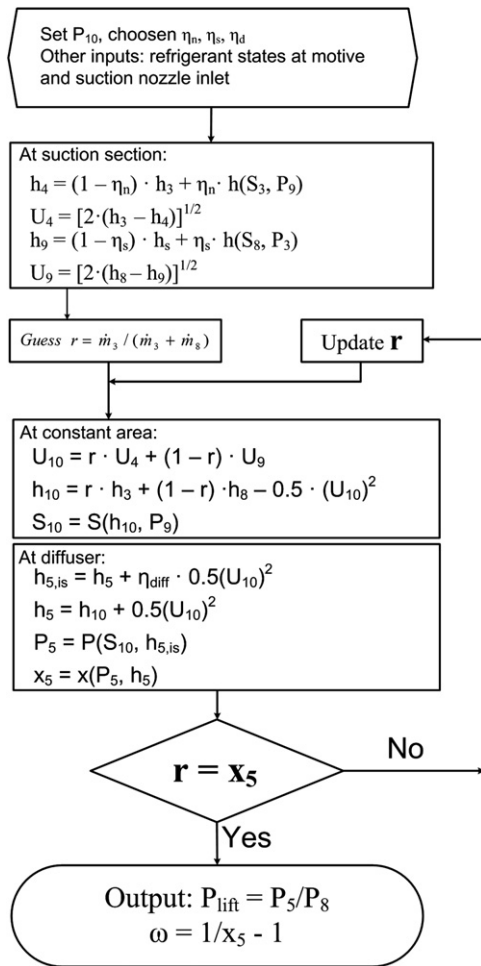 Set P₁₀, choosen ηₙ, ηₛ, η_d
Other inputs: refrigerant states at motive
and suction nozzle inlet
At suction section:
h₄ = (1 – ηₙ) · h₃ + ηₙ· h(S₃, P₉)
U₄ = [2·(h₃ – h₄)]^1/2
h₉ = (1 – ηₛ) · hₛ + ηₛ· h(S₈, P₃)
U₉ = [2·(h₈ – h₉)]^1/2
Guess r = ṁ₃ / (ṁ₃ + ṁ₈)
Update r
At constant area:
U₁₀ = r · U₄ + (1 – r) · U₉
h₁₀ = r · h₃ + (1 – r) ·h₈ – 0.5 · (U₁₀)²
S₁₀ = S(h₁₀, P₉)
At diffuser:
h₅,ᵢₛ = h₅ + η_diff · 0.5(U₁₀)²
h₅ = h₁₀ + 0.5(U₁₀)²
P₅ = P(S₁₀, h₅,ᵢₛ)
x₅ = x(P₅, h₅)
r = x₅
No
Yes
Output: P_lift = P₅/P₈
ω = 1/x₅ - 1